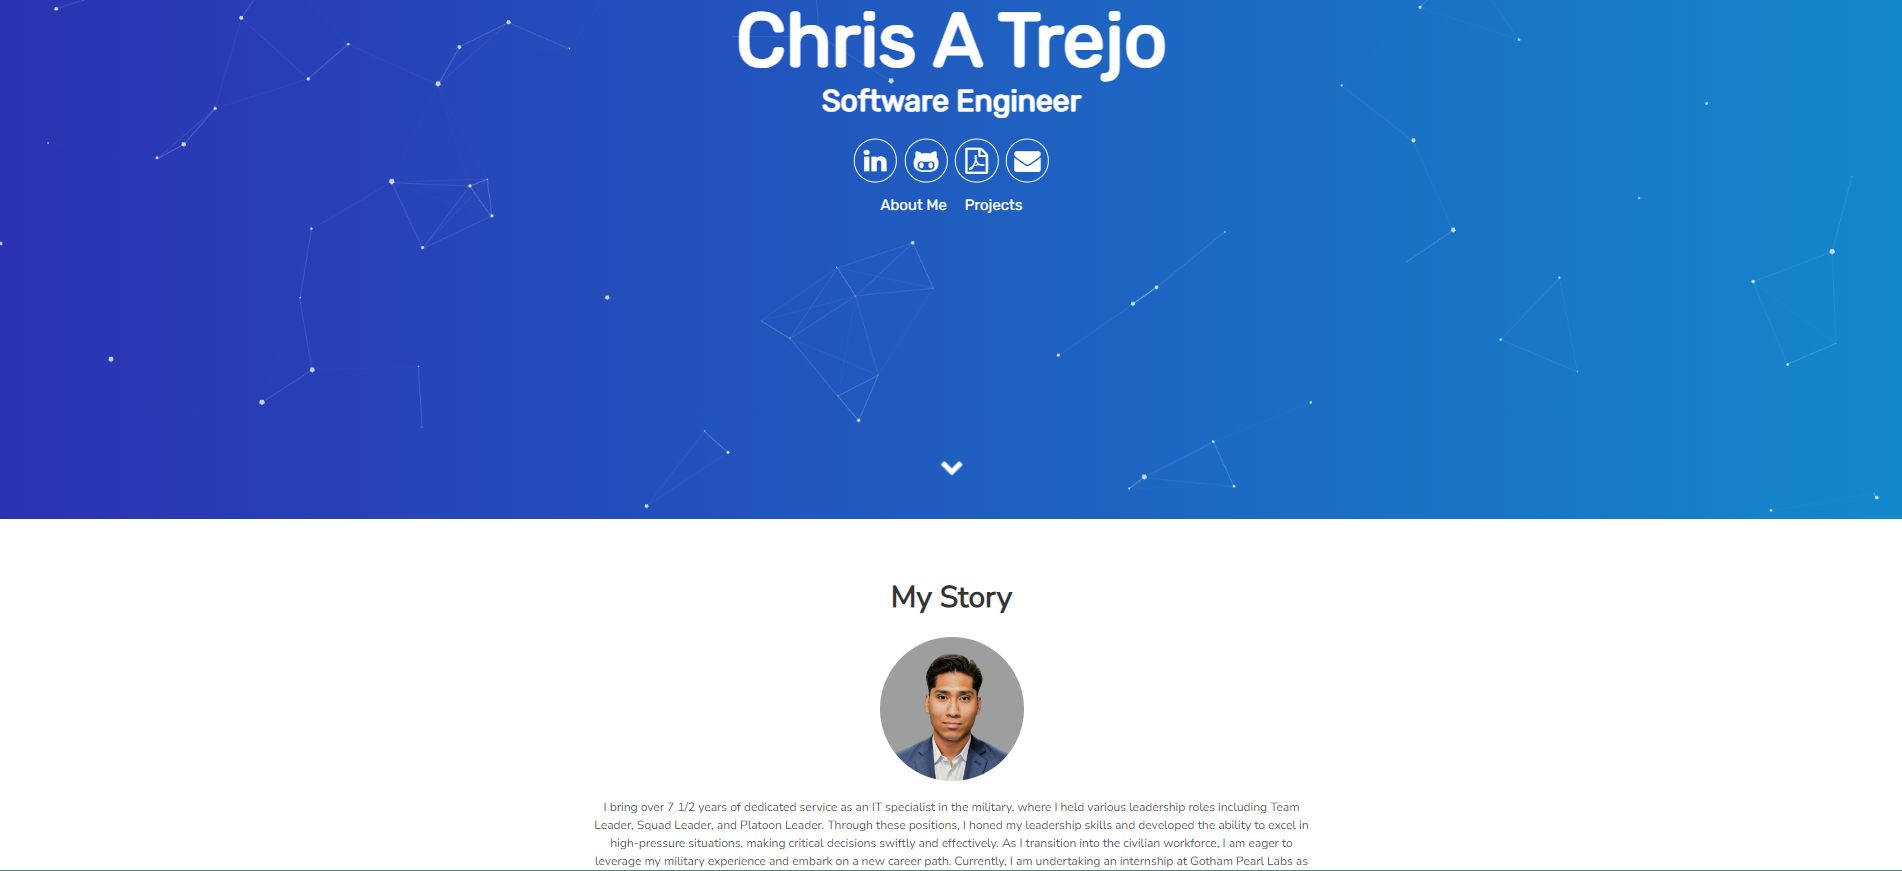 Chris A Trejo
Software Engineer
in
About Me Projects
My Story
I bring over 7 1/2 years of dedicated service as an IT specialist in the military, where I held various leadership roles including Team
Leader, Squad Leader, and Platoon Leader. Through these positions, I honed my leadership skills and developed the ability to excel in
high-pressure situations, making critical decisions swiftly and effectively. As I transition into the civilian workforce, I am eager to
leverage my military experience and embark on a new career path. Currently, I am undertaking an internship at Gotham Pearl Labs as